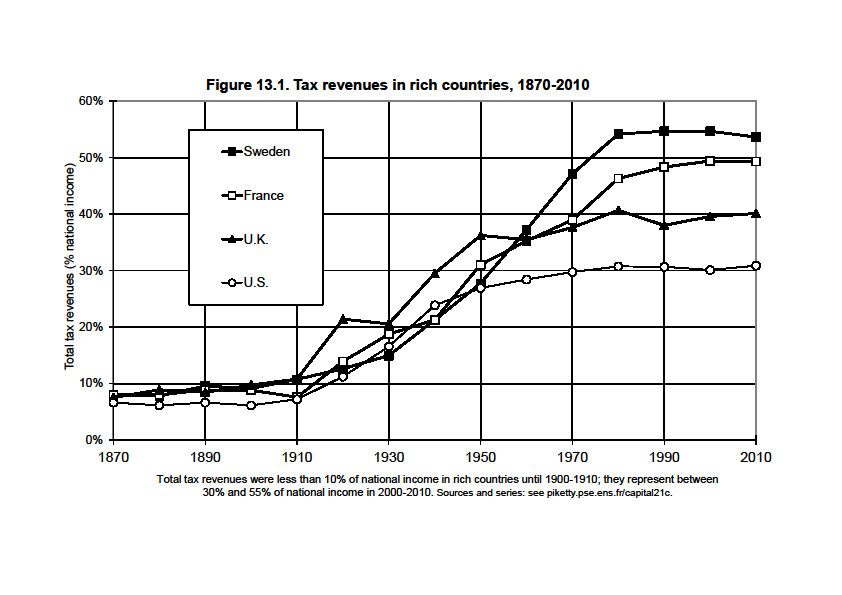 Figure 13.1. Tax revenues in rich countries, 1870-2010
Total tax revenues (% national income)
60%
50%
40%
30%
20%
10%
0%
Sweden
France
U.K.
U.S.
1870
1890
1910
1930
1950
1970
1990
2010
Total tax revenues were less than 10% of national income in rich countries until 1900-1910; they represent between
30% and 55% of national income in 2000-2010. Sources and series: see piketty.pse.ens.fr/capital21c.